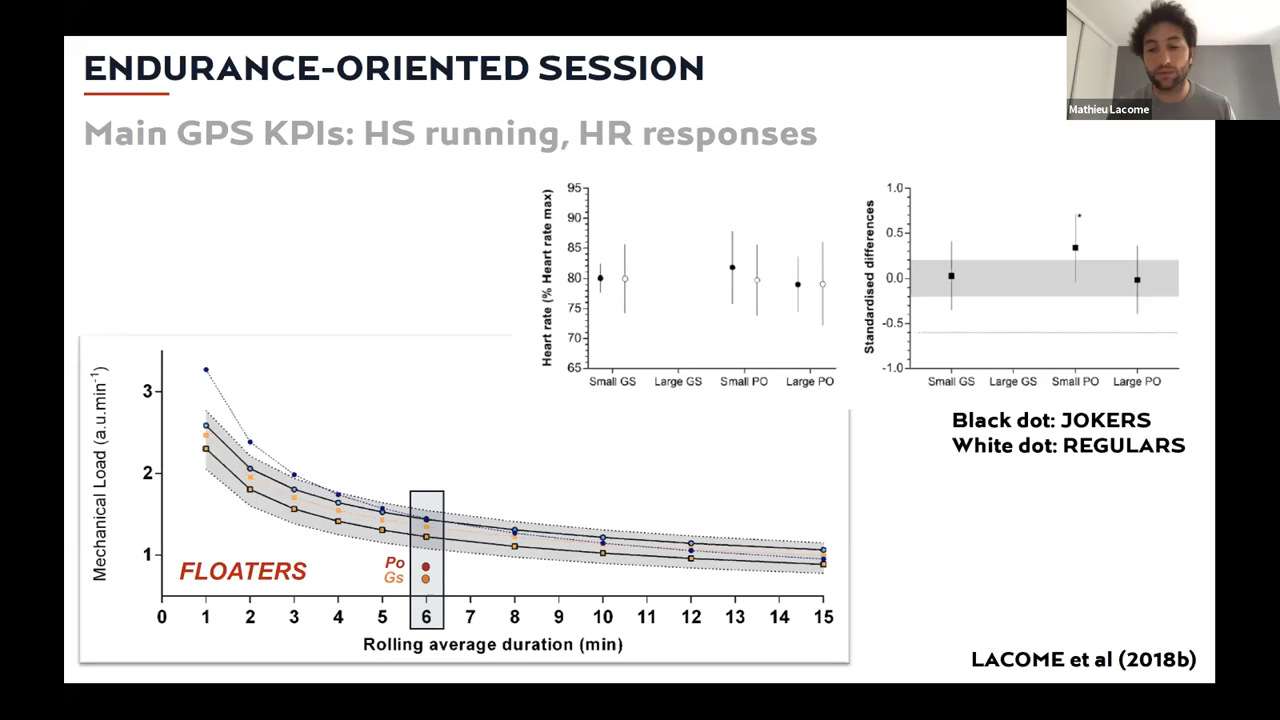 ENDURANCE-ORIENTED SESSION
Main GPS KPIs: HS running, HR responses
Mathieu Lacome
Heart rate (% Heart rate max)
95
90
85
80
75
70
65
Small GS Large GS Small PO Large PO
Standardised differences
1.0
0.5
0.0
-0.5
-1.0
*
Small GS Large GS Small PO Large PO
Black dot: JOKERS
White dot: REGULARS
Mechanical Load (a.u.min-1)
3
2
1
FLOATERS
Po
Gs
0 1 2 3 4 5 6 7 8 9 10 11 12 13 14 15
Rolling average duration (min)
LACOME et al (2018b)